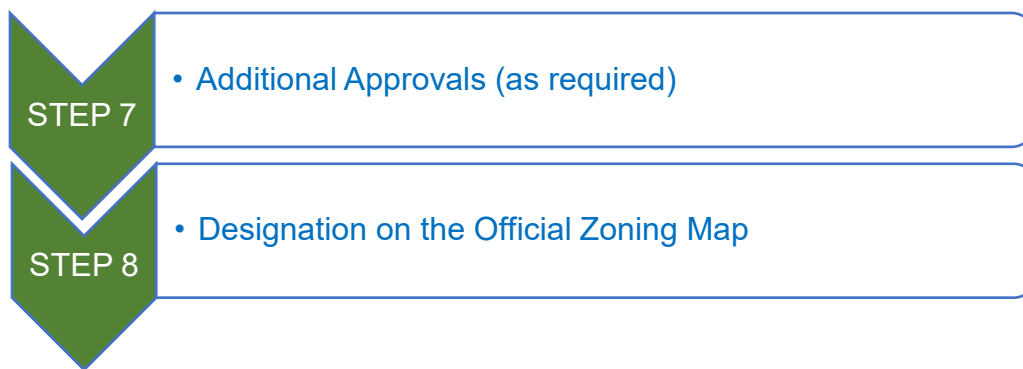 STEP 7
• Additional Approvals (as required)
STEP 8
• Designation on the Official Zoning Map